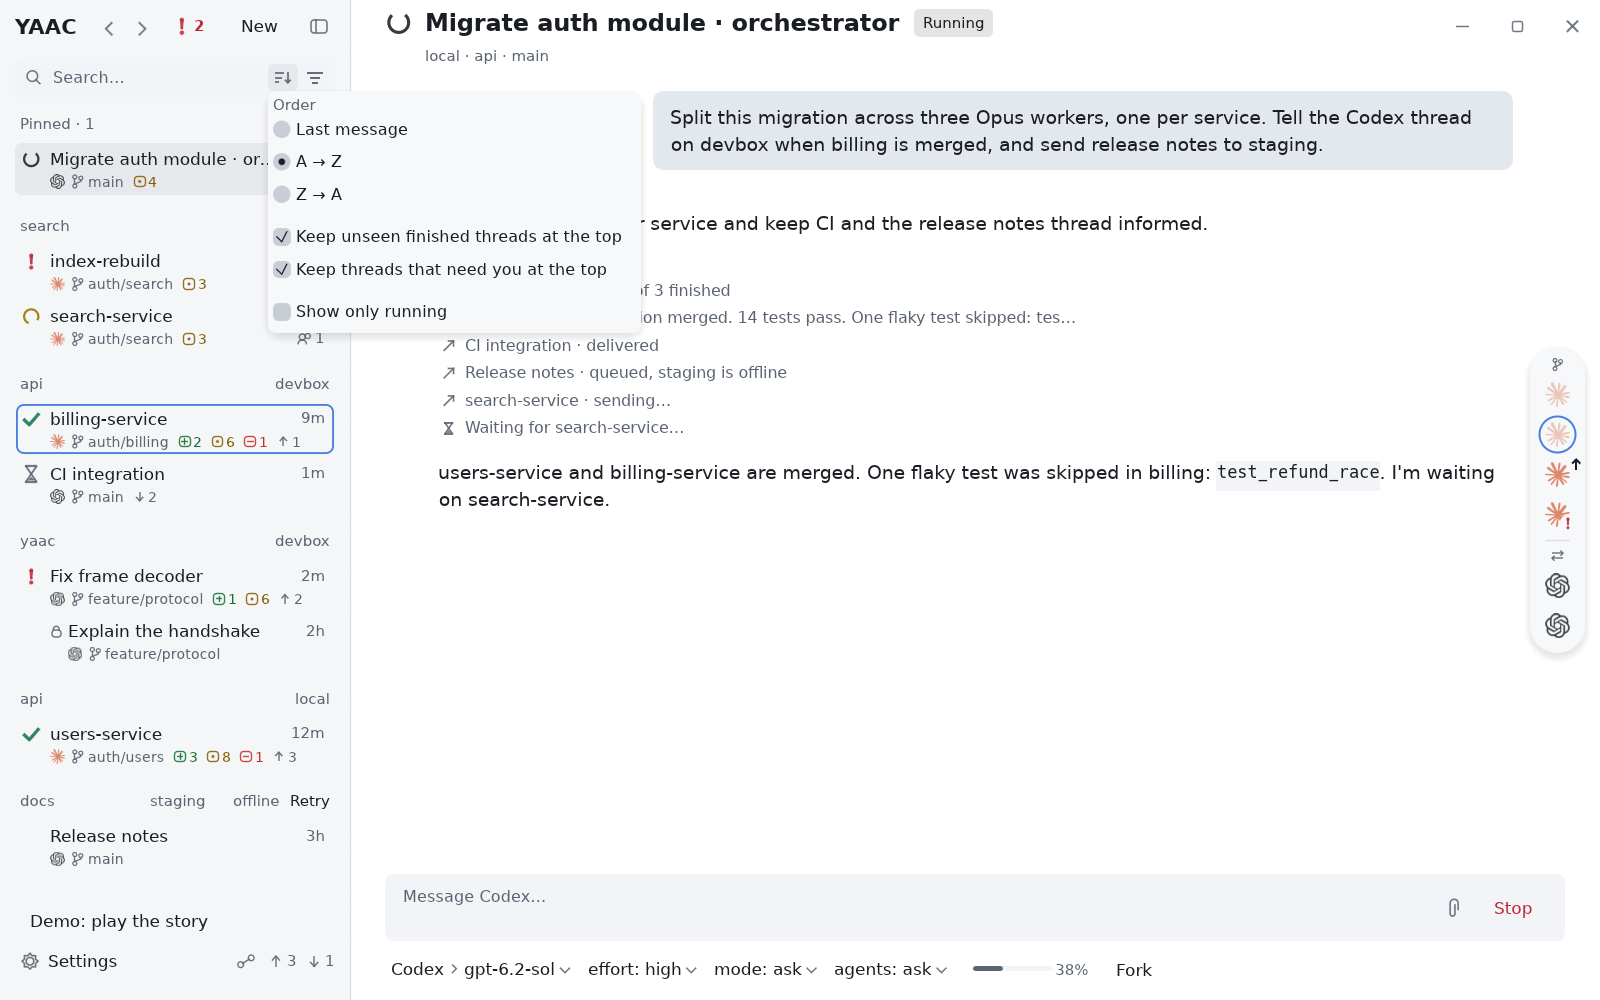 YAAC
! 2
New
Search...
Pinned · 1
Migrate auth module · or...
main 4
search
index-rebuild
auth/search 3
search-service
auth/search 3 1
api devbox
billing-service 9m
auth/billing 2 6 1 ↑1
CI integration 1m
main ↓2
yaac devbox
Fix frame decoder 2m
feature/protocol 1 6 ↑2
Explain the handshake 2h
feature/protocol
api local
users-service 12m
auth/users 3 8 1 ↑3
docs staging offline Retry
Release notes 3h
main
Demo: play the story
Settings ↑3 ↓1
Order
Last message
A → Z
Z → A
Keep unseen finished threads at the top
Keep threads that need you at the top
Show only running
Migrate auth module · orchestrator Running
local · api · main
Split this migration across three Opus workers, one per service. Tell the Codex thread
on devbox when billing is merged, and send release notes to staging.
service and keep CI and the release notes thread informed.
of 3 finished
ion merged. 14 tests pass. One flaky test skipped: tes...
CI integration · delivered
Release notes · queued, staging is offline
search-service · sending...
Waiting for search-service...
users-service and billing-service are merged. One flaky test was skipped in billing: test_refund_race. I'm waiting
on search-service.
Message Codex...
Stop
Codex > gpt-6.2-sol effort: high mode: ask agents: ask 38% Fork